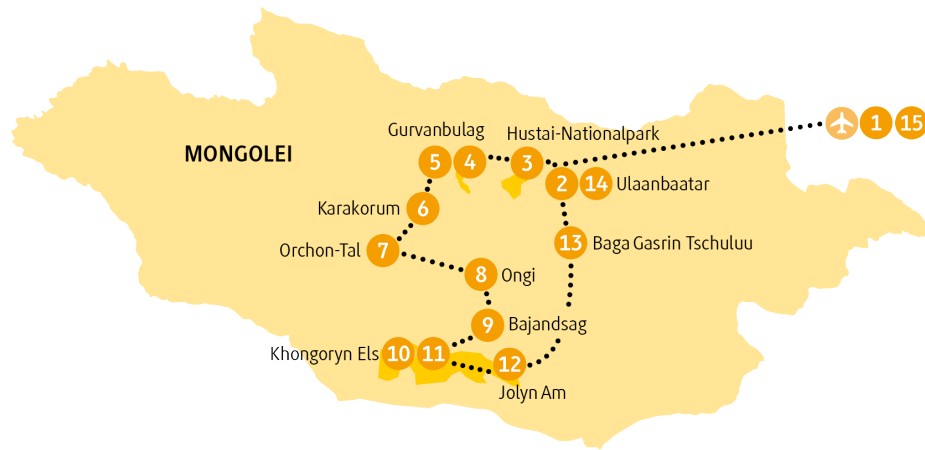 1 15
Gurvanbulag
Hustai-Nationalpark
MONGOLEI
5 4 3
2 14 Ulaanbaatar
Karakorum 6
13 Baga Gasrin Tschuluu
Orchon-Tal 7
8 Ongi
9 Bajandsag
Khongoryn Els 10 11
12
Jolyn Am